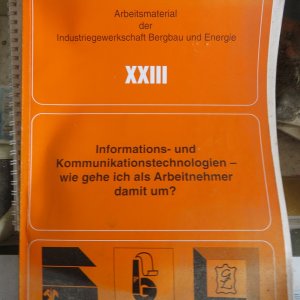 Arbeitsmaterial
der
Industriegewerkschaft Bergbau und Energie
XXIII
Informations- und
Kommunikationstechnologien –
wie gehe ich als Arbeitnehmer
damit um?